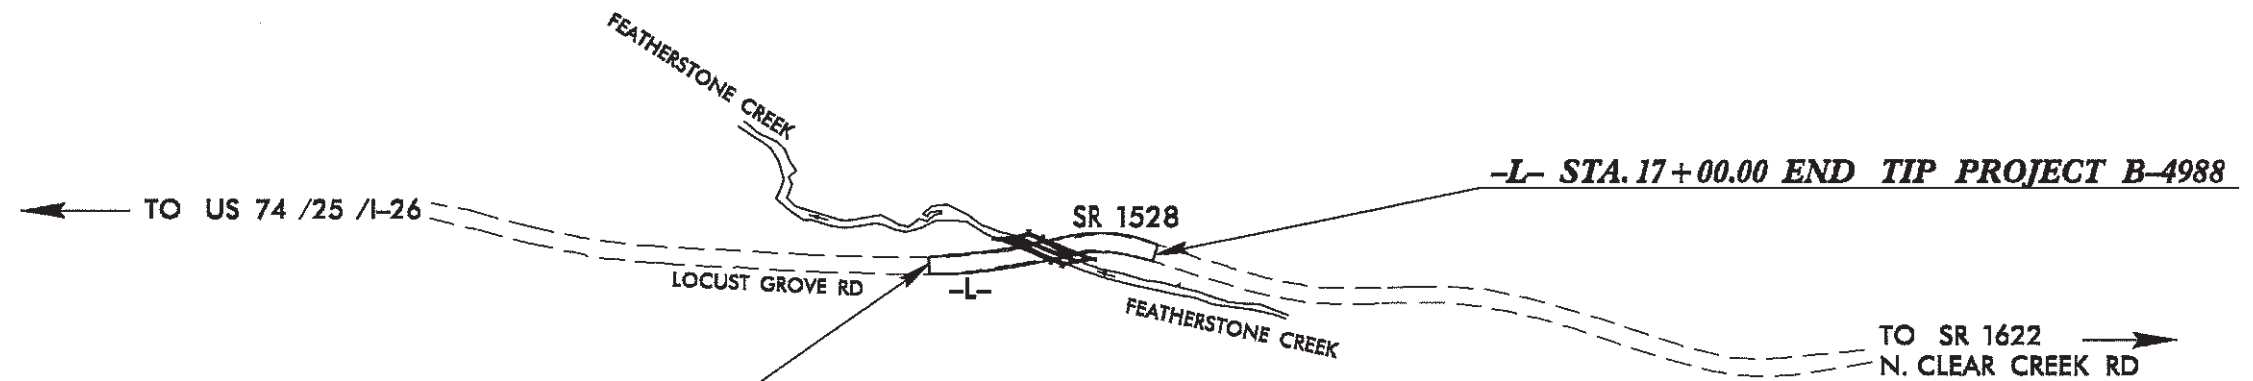 FEATHERSTONE CREEK
-L- STA. 17+00.00 END TIP PROJECT B-4988
TO US 74 /25 /I-26
SR 1528
LOCUST GROVE RD
-L-
FEATHERSTONE CREEK
TO SR 1622
N. CLEAR CREEK RD